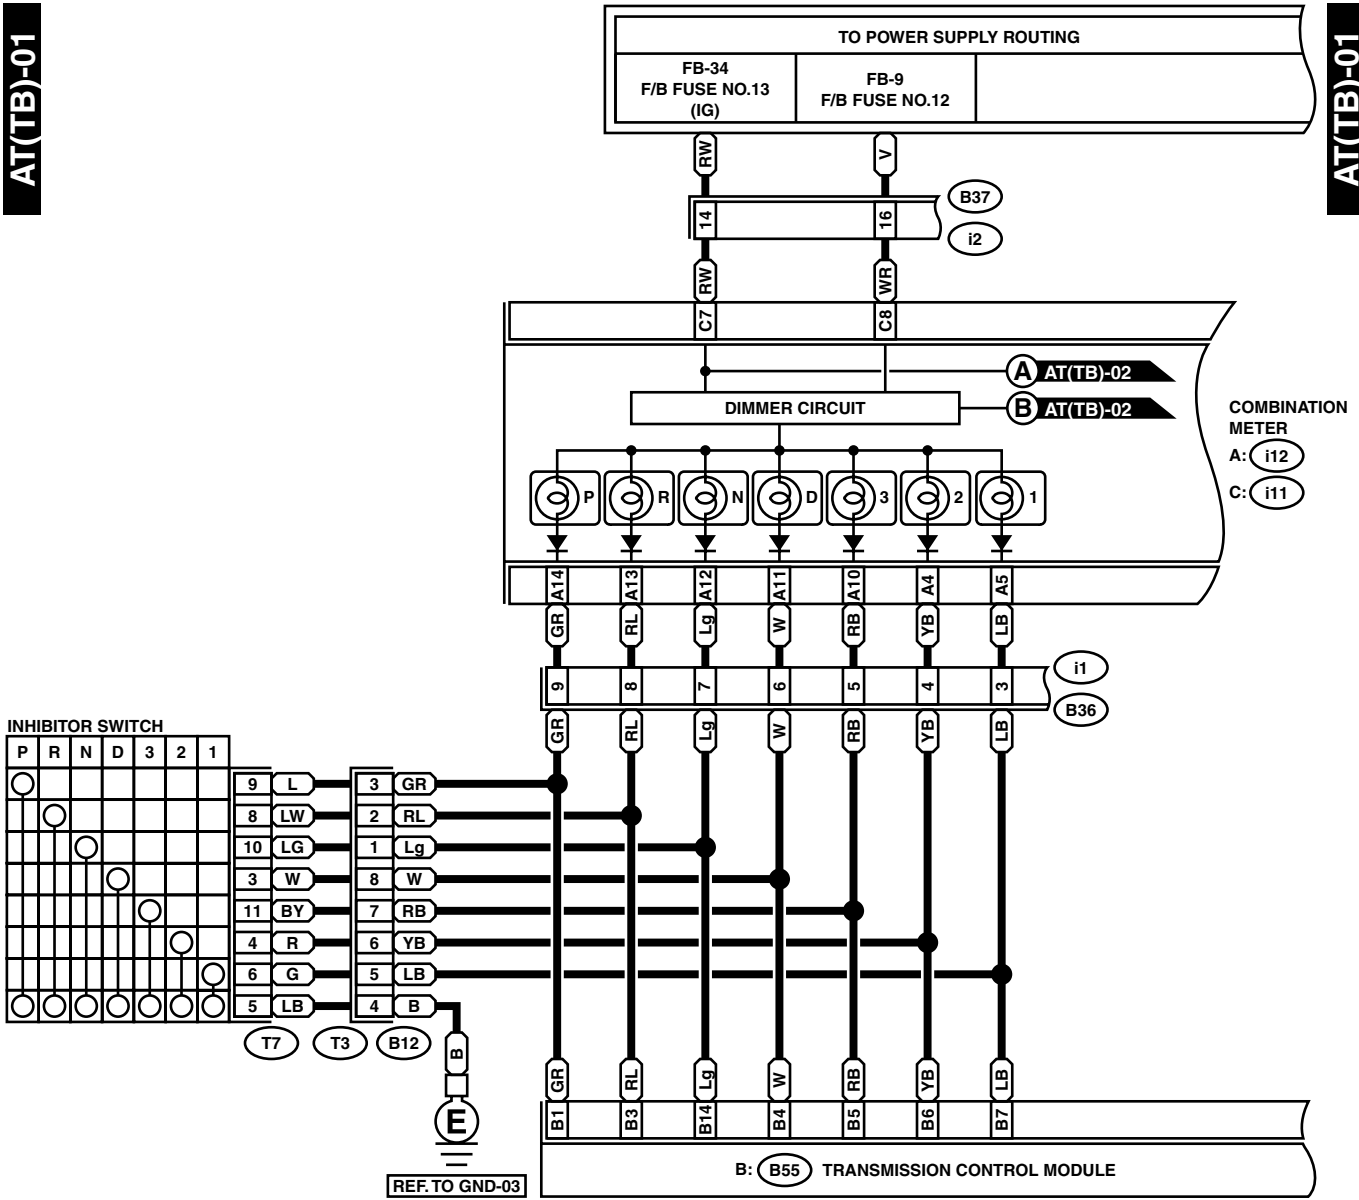 AT(TB)-01
AT(TB)-01
TO POWER SUPPLY ROUTING
FB-34
F/B FUSE NO.13
(IG)
FB-9
F/B FUSE NO.12
RW
V
14
16
B37
i2
RW
WR
C7
C8
A AT(TB)-02
DIMMER CIRCUIT
B AT(TB)-02
COMBINATION
METER
A: i12
C: i11
P R N D 3 2 1
A14 A13 A12 A11 A10 A4 A5
GR RL Lg W RB YB LB
9 8 7 6 5 4 3
i1
B36
GR RL Lg W RB YB LB
INHIBITOR SWITCH
P R N D 3 2 1
9 L 3 GR
8 LW 2 RL
10 LG 1 Lg
3 W 8 W
11 BY 7 RB
4 R 6 YB
6 G 5 LB
5 LB 4 B
T7 T3 B12
B
E
REF. TO GND-03
GR RL Lg W RB YB LB
B1 B3 B14 B4 B5 B6 B7
B: B55 TRANSMISSION CONTROL MODULE